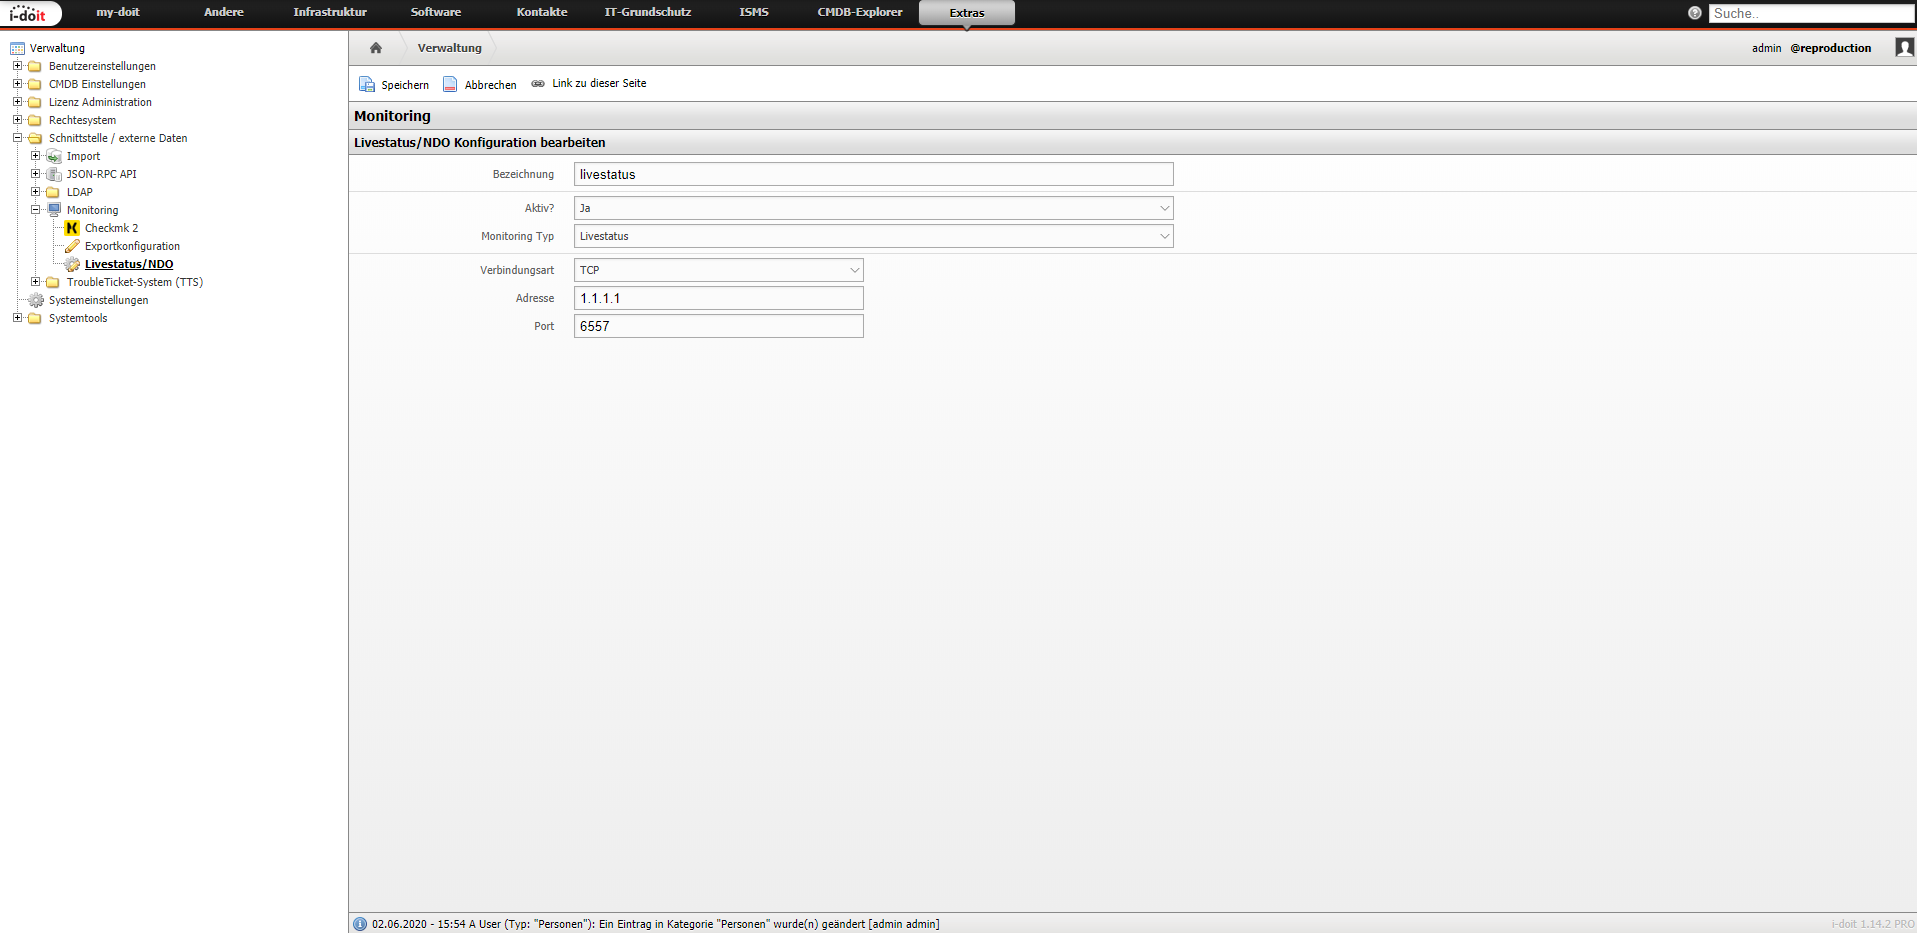 i-doit my-doit Andere Infrastruktur Software Kontakte IT-Grundschutz ISMS CMDB-Explorer Extras Suche..
Verwaltung
Benutzereinstellungen
CMDB Einstellungen
Lizenz Administration
Rechtesystem
Schnittstelle / externe Daten
Import
JSON-RPC API
LDAP
Monitoring
Checkmk 2
Exportkonfiguration
Livestatus/NDO
TroubleTicket-System (TTS)
Systemeinstellungen
Systemtools
Verwaltung admin @reproduction
Speichern Abbrechen Link zu dieser Seite
Monitoring
Livestatus/NDO Konfiguration bearbeiten
Bezeichnung livestatus
Aktiv? Ja
Monitoring Typ Livestatus
Verbindungsart TCP
Adresse 1.1.1.1
Port 6557
02.06.2020 - 15:54 A User (Typ: "Personen"): Ein Eintrag in Kategorie "Personen" wurde(n) geändert [admin admin] i-doit 1.14.2 PRO